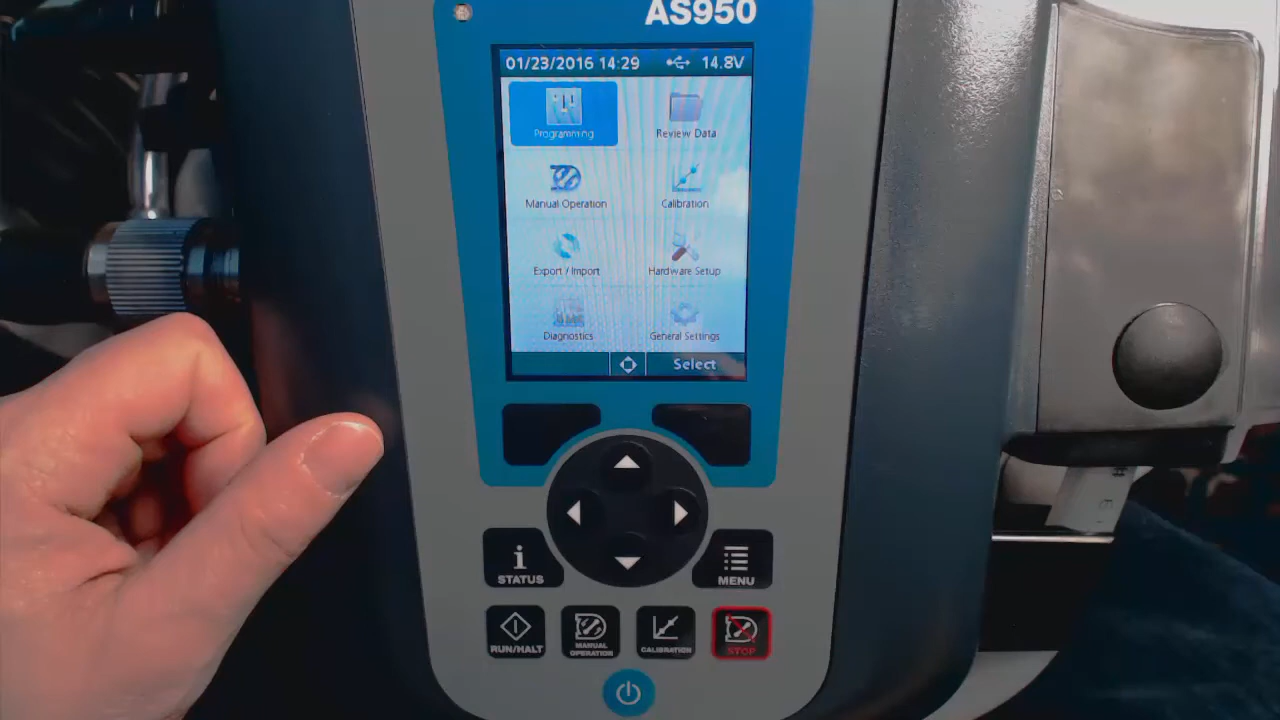 AS950
01/23/2016 14:29 14.8V
Programming
Review Data
Manual Operation
Calibration
Export / Import
Hardware Setup
Diagnostics
General Settings
Select
i
STATUS
MENU
RUN/HALT
MANUAL
OPERATION
CALIBRATION
STOP